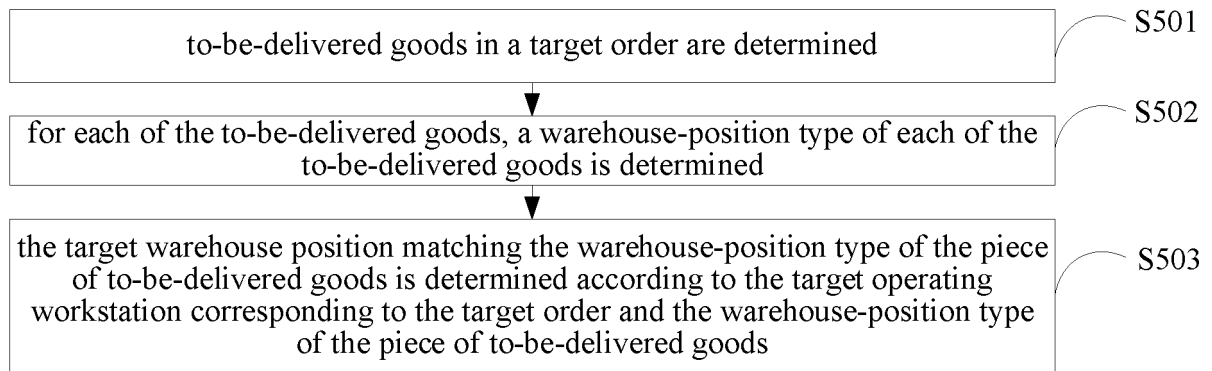 to-be-delivered goods in a target order are determined
S501
for each of the to-be-delivered goods, a warehouse-position type of each of the
to-be-delivered goods is determined
S502
the target warehouse position matching the warehouse-position type of the piece
of to-be-delivered goods is determined according to the target operating
workstation corresponding to the target order and the warehouse-position type
of the piece of to-be-delivered goods
S503